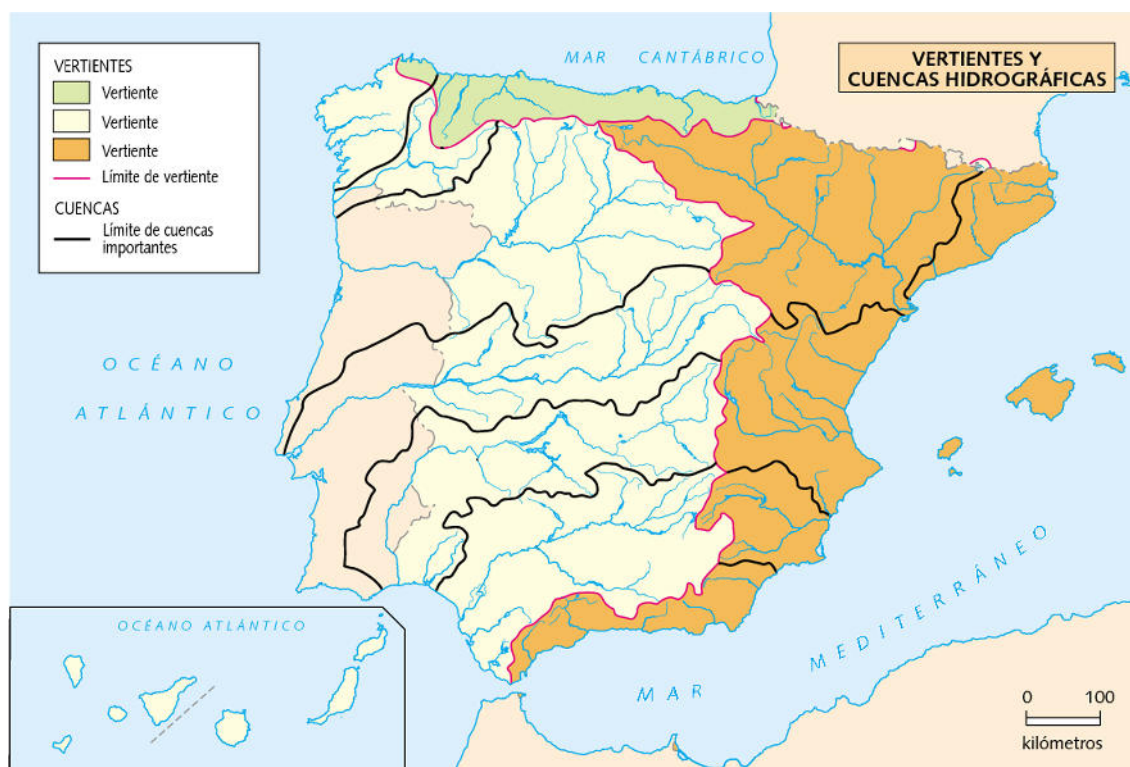 VERTIENTES
Vertiente
Vertiente
Vertiente
Límite de vertiente
CUENCAS
Límite de cuencas
importantes
MAR CANTÁBRICO
VERTIENTES Y
CUENCAS HIDROGRÁFICAS
OCÉANO
ATLÁNTICO
OCÉANO ATLÁNTICO
MAR
MEDITERRÁNEO
0 100
kilómetros